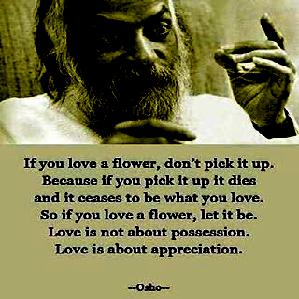 If you love a flower, don't pick it up.
Because if you pick it up it dies
and it ceases to be what you love.
So if you love a flower, let it be.
Love is not about possession.
Love is about appreciation.
—Osho—